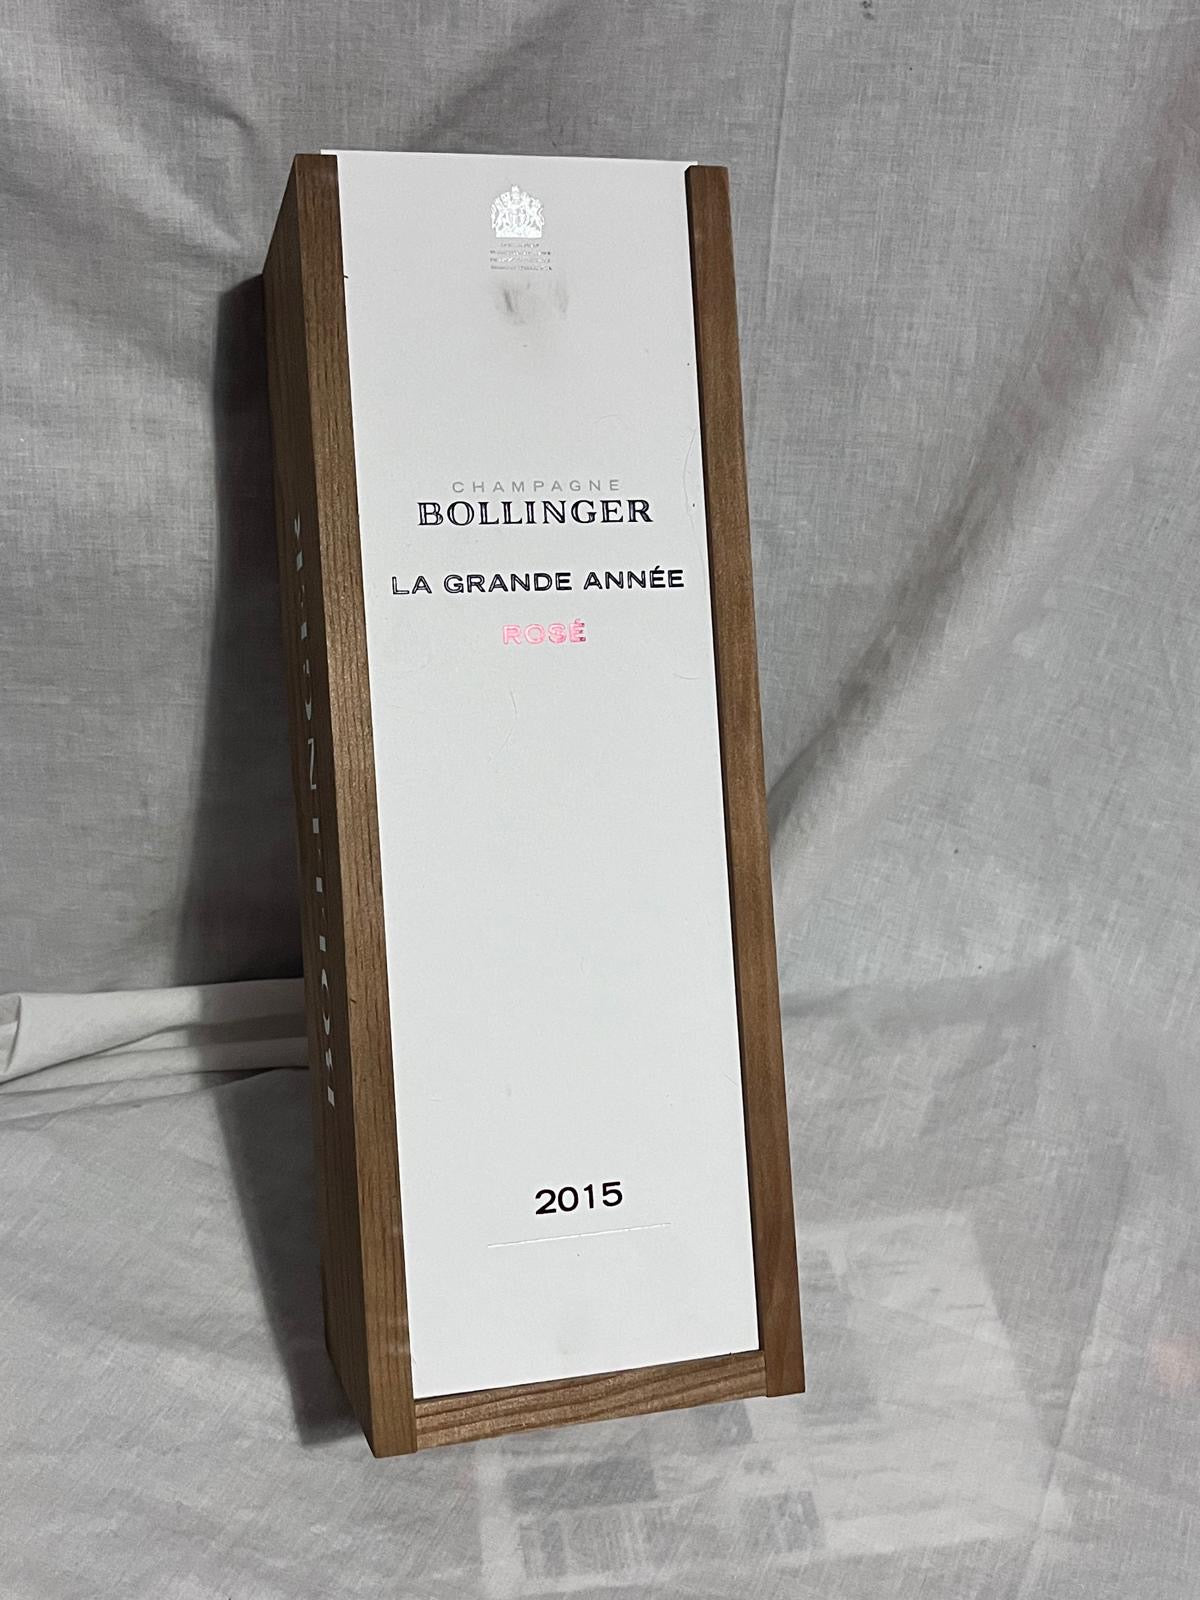 CHAMPAGNE
BOLLINGER
LA GRANDE ANNÉE
ROSÉ
2015